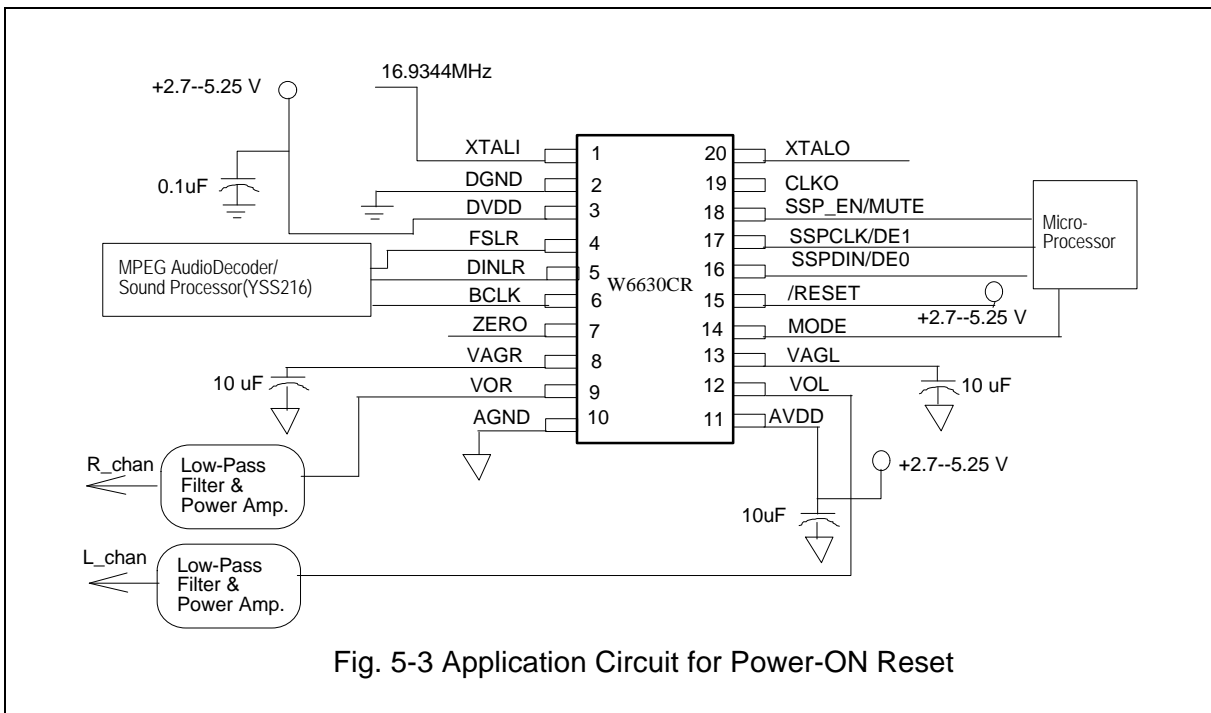 16.9344MHz
+2.7--5.25 V
0.1uF
XTALI
DGND
DVDD
FSLR
DINLR
BCLK
ZERO
VAGR
VOR
AGND
1
2
3
4
5
6
7
8
9
10
W6630CR
20
19
18
17
16
15
14
13
12
11
XTALO
CLKO
SSP_EN/MUTE
SSPCLK/DE1
SSPDIN/DE0
/RESET
MODE
VAGL
VOL
AVDD
Micro-
Processor
+2.7--5.25 V
MPEG AudioDecoder/
Sound Processor(YSS216)
10 uF
10 uF
+2.7--5.25 V
10uF
R_chan
Low-Pass
Filter &
Power Amp.
L_chan
Low-Pass
Filter &
Power Amp.
Fig. 5-3 Application Circuit for Power-ON Reset